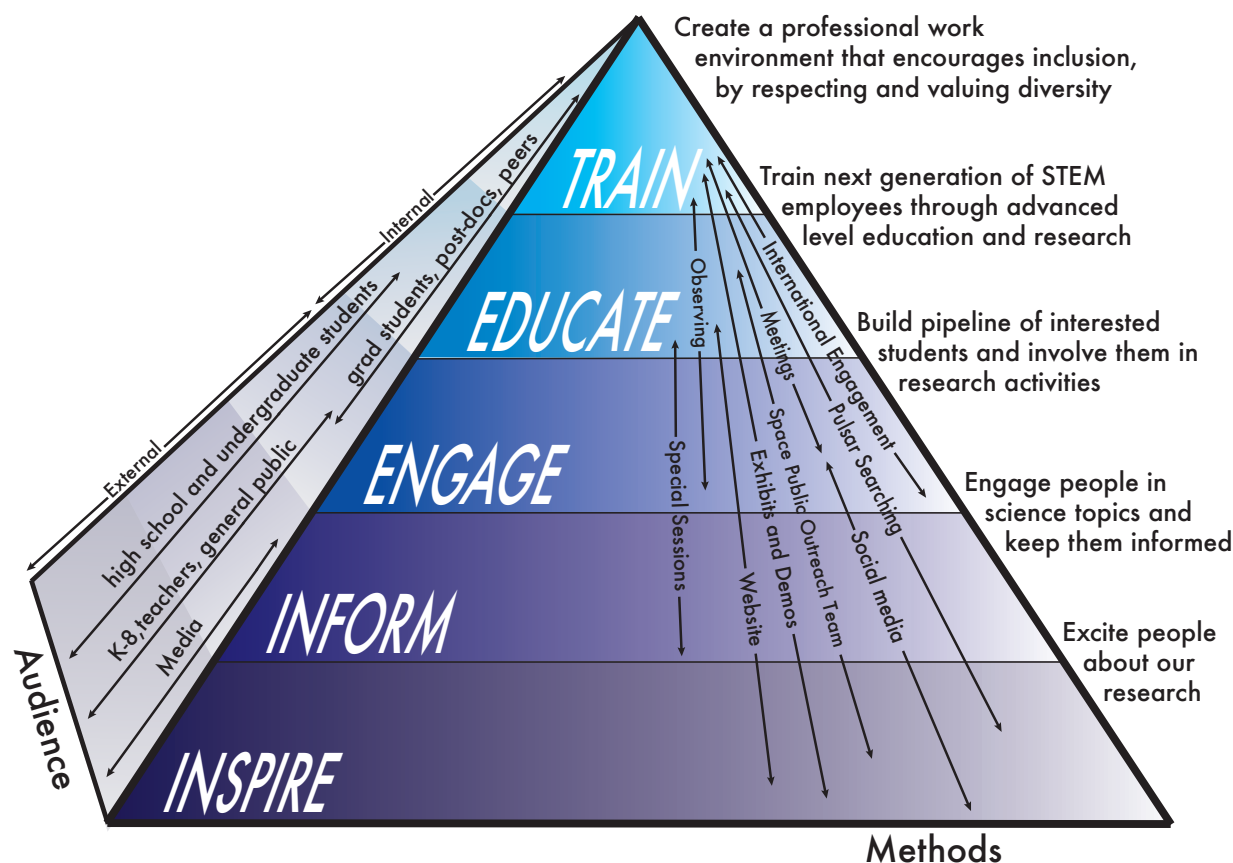 Create a professional work
environment that encourages inclusion,
by respecting and valuing diversity
TRAIN
Train next generation of STEM
employees through advanced
level education and research
EDUCATE
Build pipeline of interested
students and involve them in
research activities
ENGAGE
Engage people in
science topics and
keep them informed
INFORM
Excite people
about our
research
INSPIRE
Internal
External
grad students, post-docs, peers
high school and undergraduate students
K-8, teachers, general public
Media
Audience
Special Sessions
Observing
Website
Exhibits and Demos
Space Public Outreach Team
Meetings
Social media
Pulsar Searching
International Engagement
Methods